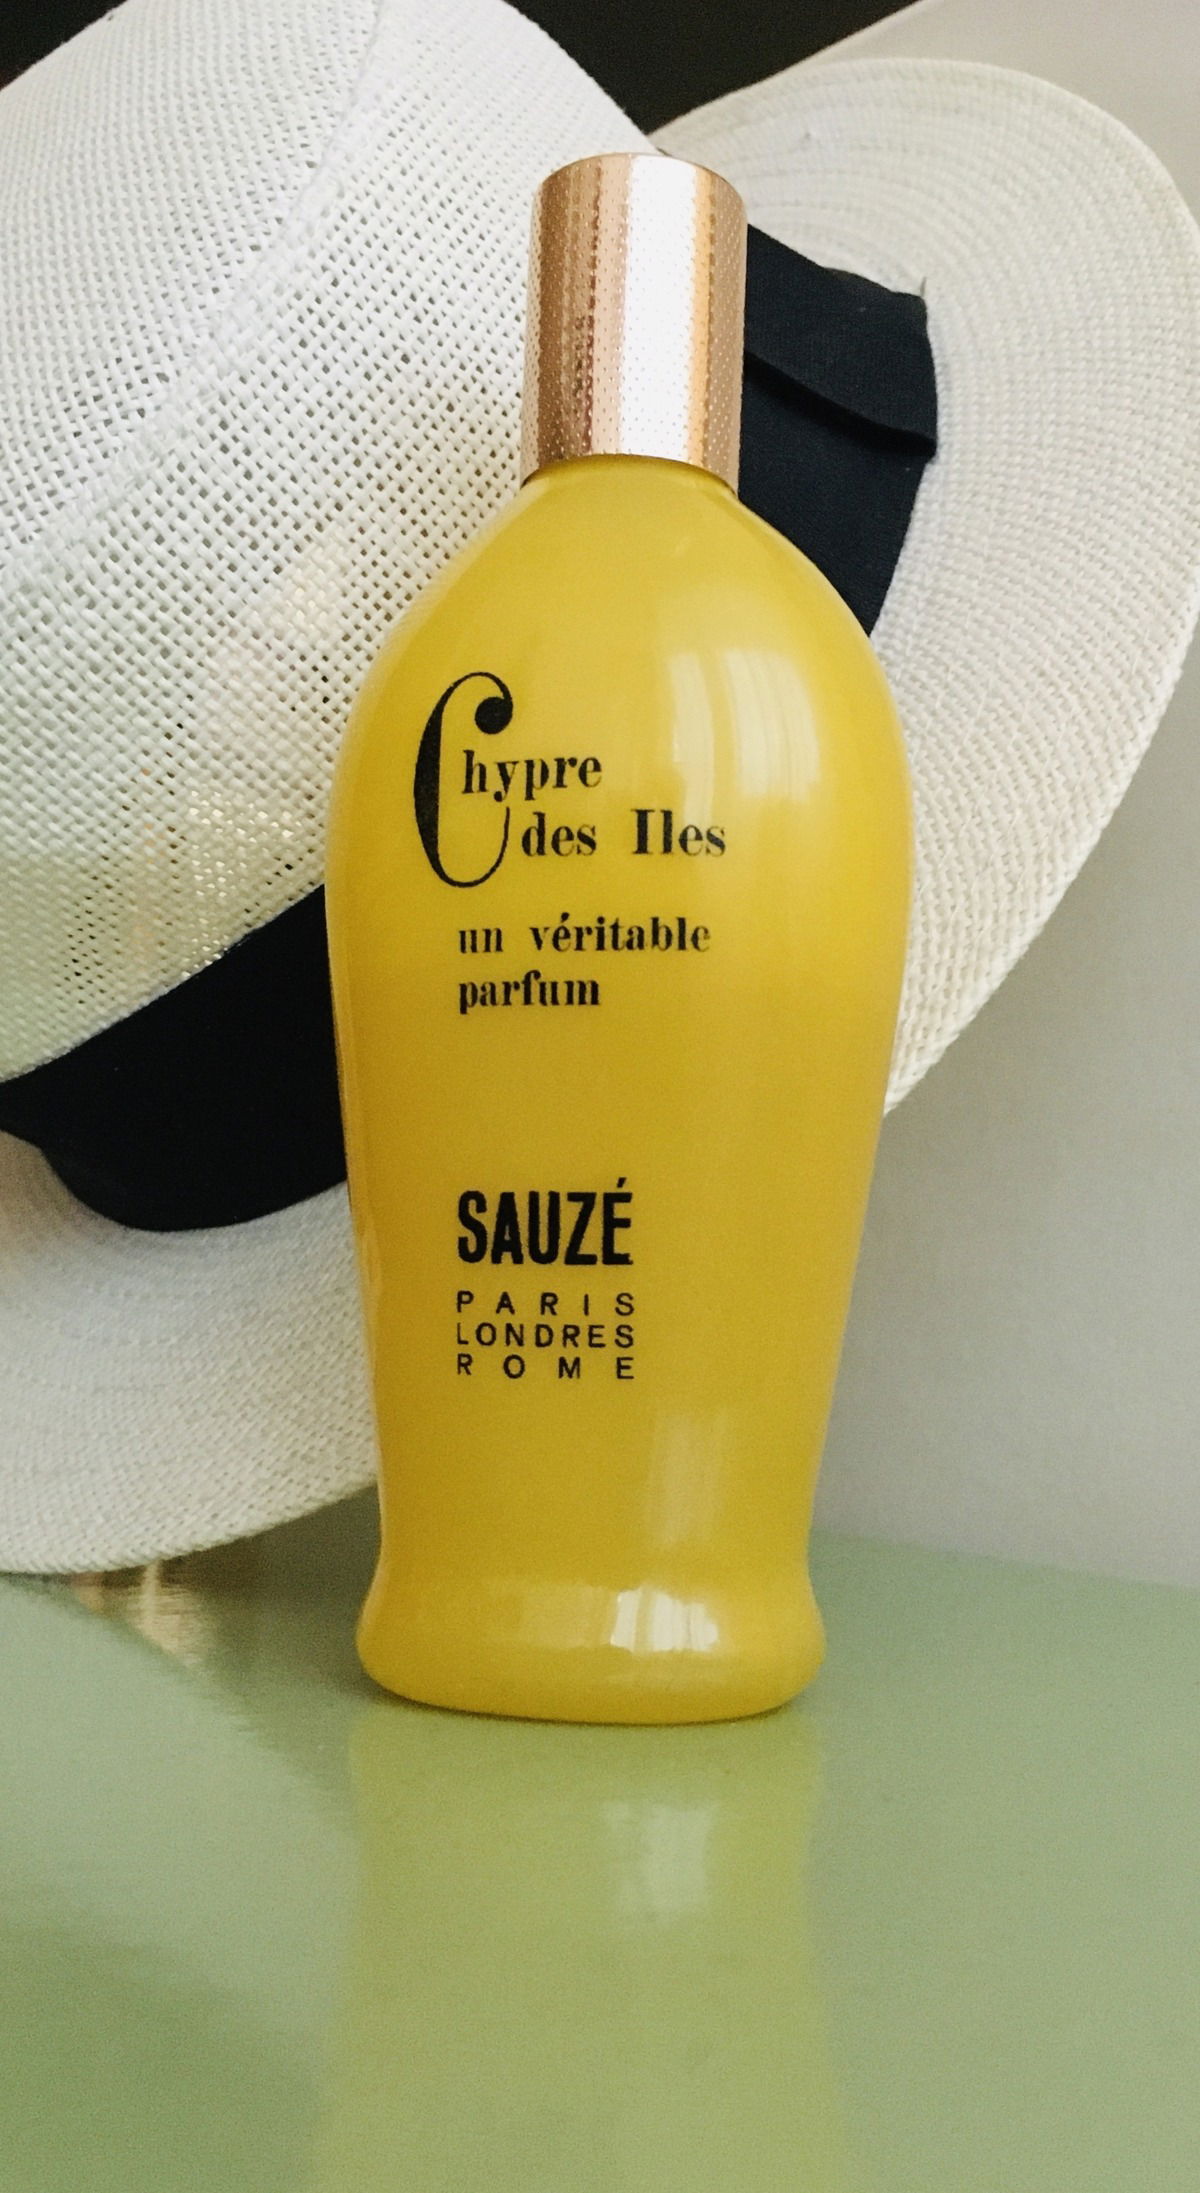 Chypre
des Iles
un véritable
parfum
SAUZÉ
PARIS
LONDRES
ROME